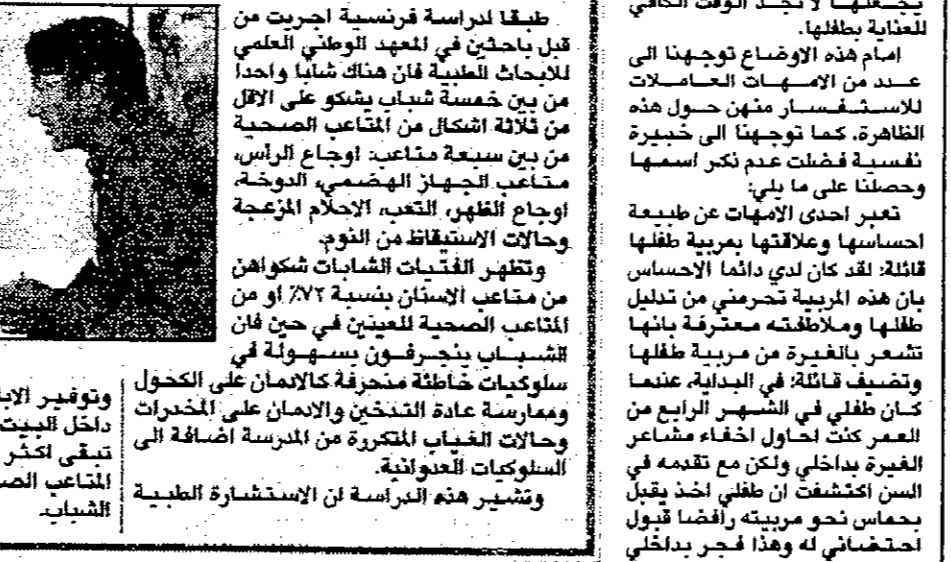 يجعلها لا تجد الوقت الكافي
للعناية بطفلها.
امام هذه الاوضاع توجهنا الى
عدد من الامهات العاملات
للاستفسار منهن حول هذه
الظاهرة، كما توجهنا الى خبيرة
نفسية فضلت عدم ذكر اسمها
وحصلنا على ما يلي:
تعبر احدى الامهات عن طبيعة
احساسها وعلاقتها بمربية طفلها
قائلة: لقد كان لدي دائما الاحساس
بان هذه المربية تحرمني من تدليل
طفلها وملاطفته معترفة بانها
تشعر بالغيرة من مربية طفلها
وتضيف قائلة: في البداية، عندما
كان طفلي في الشهر الرابع من
العمر كنت احاول اخفاء مشاعر
الغيرة بداخلي ولكن مع تقدمه في
السن اكتشفت ان طفلي اخذ يقبل
بحماس نحو مربيته رافضا قبول
احتضاني له وهذا فجر بداخلي
طبقا لدراسة فرنسية اجريت من
قبل باحثين في المعهد الوطني العلمي
للابحاث الطبية فان هناك شابا واحدا
من بين خمسة شباب يشكو على الاقل
من ثلاثة اشكال من المتاعب الصحية
من بين سبعة متاعب: اوجاع الراس،
متاعب الجهاز الهضمي، الدوخة،
اوجاع الظهر، التعب، الاحلام المزعجة
وحالات الاستيقاظ من النوم.
وتظهر الفتيات الشابات شكواهن
من متاعب الاسنان بنسبة ٧٢٪ او من
المتاعب الصحية للعينين في حين فان
الشباب ينجرفون بسهولة في
سلوكيات خاطئة منحرفة كالادمان على الكحول
وممارسة عادة التدخين والادمان على المخدرات
وحالات الغياب المتكررة من المدرسة اضافة الى
السلوكيات العدوانية.
وتشير هذه الدراسة ان الاستشارة الطبية
وتوفير
داخل البيت
تبقى اكثر
المتاعب
الشباب.